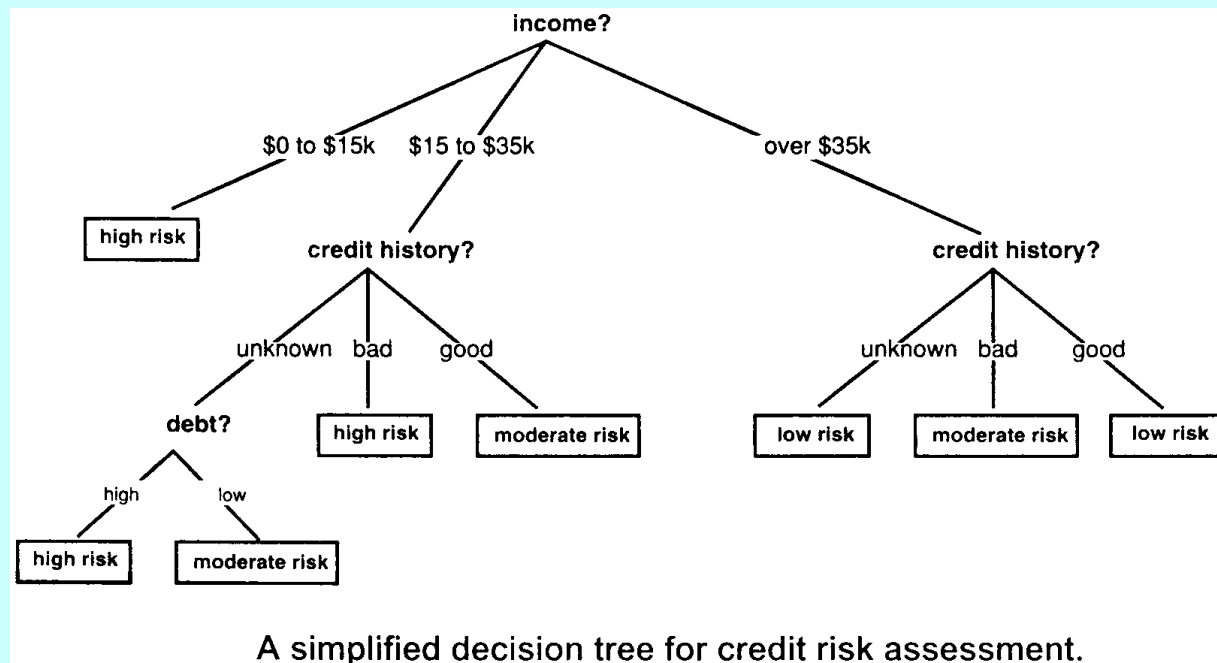 income?
$0 to $15k $15 to $35k over $35k
high risk
credit history? credit history?
unknown bad good unknown bad good
debt? high risk moderate risk low risk moderate risk low risk
high low
high risk moderate risk
A simplified decision tree for credit risk assessment.